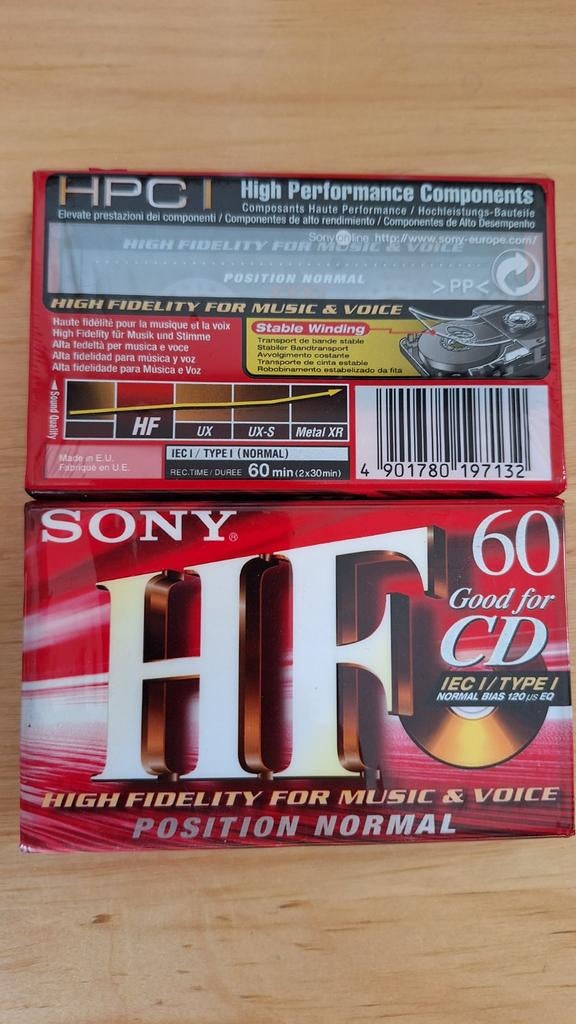 HPC I High Performance Components
Composants Haute Performance / Hochleistungs-Bauteile
Elevate prestazioni dei componenti / Componentes de alto rendimiento / Componentes de Alto Desempenho
Sony online http://www.sony-europe.com/
HIGH FIDELITY FOR MUSIC & VOICE
POSITION NORMAL
>PP<
HIGH FIDELITY FOR MUSIC & VOICE
Haute fidélité pour la musique et la voix
High Fidelity für Musik und Stimme
Alta fedeltà per musica e voce
Alta fidelidad para música y voz
Alta fidelidade para Música e Voz
Stable Winding
Transport de bande stable
Stabiler Bandtransport
Avvolgimento costante
Transporte de cinta estable
Robobinamento estabelizado da fita
Sound Quality
HF UX UX-S Metal XR
Made in E.U.
Fabriqué en U.E.
IEC I / TYPE I (NORMAL)
REC.TIME / DUREE 60 min (2x30min)
4 901780 197132
SONY®
HF
60
Good for
CD
IEC I / TYPE I
NORMAL BIAS 120 µs EQ
HIGH FIDELITY FOR MUSIC & VOICE
POSITION NORMAL